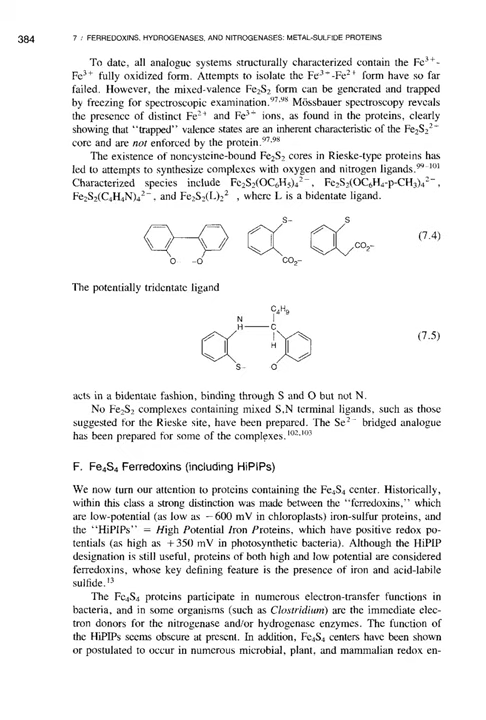 384
7 : FERREDOXINS, HYDROGENASES, AND NITROGENASES: METAL-SULFIDE PROTEINS
To date, all analogue systems structurally characterized contain the Fe³⁺-
Fe³⁺ fully oxidized form. Attempts to isolate the Fe³⁺-Fe²⁺ form have so far
failed. However, the mixed-valence Fe₂S₂ form can be generated and trapped
by freezing for spectroscopic examination.⁹⁷,⁹⁸ Mössbauer spectroscopy reveals
the presence of distinct Fe²⁺ and Fe³⁺ ions, as found in the proteins, clearly
showing that “trapped” valence states are an inherent characteristic of the Fe₂S₂²⁺
core and are not enforced by the protein.⁹⁷,⁹⁸
The existence of noncysteine-bound Fe₂S₂ cores in Rieske-type proteins has
led to attempts to synthesize complexes with oxygen and nitrogen ligands.⁹⁹⁻¹⁰¹
Characterized species include Fe₂S₂(OC₆H₅)₄²⁻, Fe₂S₂(OC₆H₄-p-CH₃)₄²⁻,
Fe₂S₂(C₄H₄N)₄²⁻, and Fe₂S₂(L)₂²⁻, where L is a bidentate ligand.
S− S
(7.4)
CO₂−
O −O CO₂−
The potentially tridentate ligand
C₄H₉
N
H C
H
(7.5)
S− O
acts in a bidentate fashion, binding through S and O but not N.
No Fe₂S₂ complexes containing mixed S,N terminal ligands, such as those
suggested for the Rieske site, have been prepared. The Se²⁻ bridged analogue
has been prepared for some of the complexes.¹⁰²,¹⁰³
F. Fe₄S₄ Ferredoxins (including HiPIPs)
We now turn our attention to proteins containing the Fe₄S₄ center. Historically,
within this class a strong distinction was made between the “ferredoxins,” which
are low-potential (as low as −600 mV in chloroplasts) iron-sulfur proteins, and
the “HiPIPs” = High Potential Iron Proteins, which have positive redox po-
tentials (as high as +350 mV in photosynthetic bacteria). Although the HiPIP
designation is still useful, proteins of both high and low potential are considered
ferredoxins, whose key defining feature is the presence of iron and acid-labile
sulfide.¹³
The Fe₄S₄ proteins participate in numerous electron-transfer functions in
bacteria, and in some organisms (such as Clostridium) are the immediate elec-
tron donors for the nitrogenase and/or hydrogenase enzymes. The function of
the HiPIPs seems obscure at present. In addition, Fe₄S₄ centers have been shown
or postulated to occur in numerous microbial, plant, and mammalian redox en-